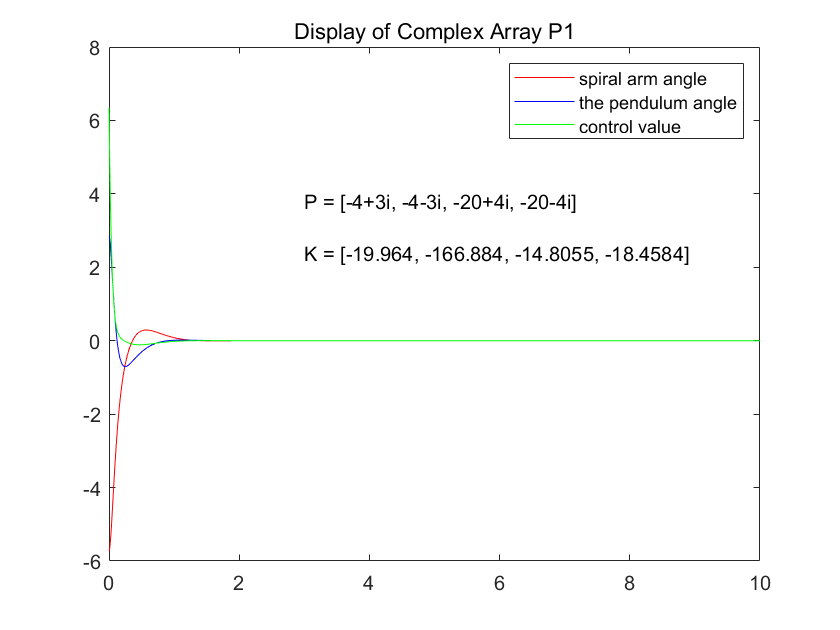 Display of Complex Array P1
8
6
4
2
0
-2
-4
-6
spiral arm angle
the pendulum angle
control value
P = [-4+3i, -4-3i, -20+4i, -20-4i]
K = [-19.964, -166.884, -14.8055, -18.4584]
0 2 4 6 8 10